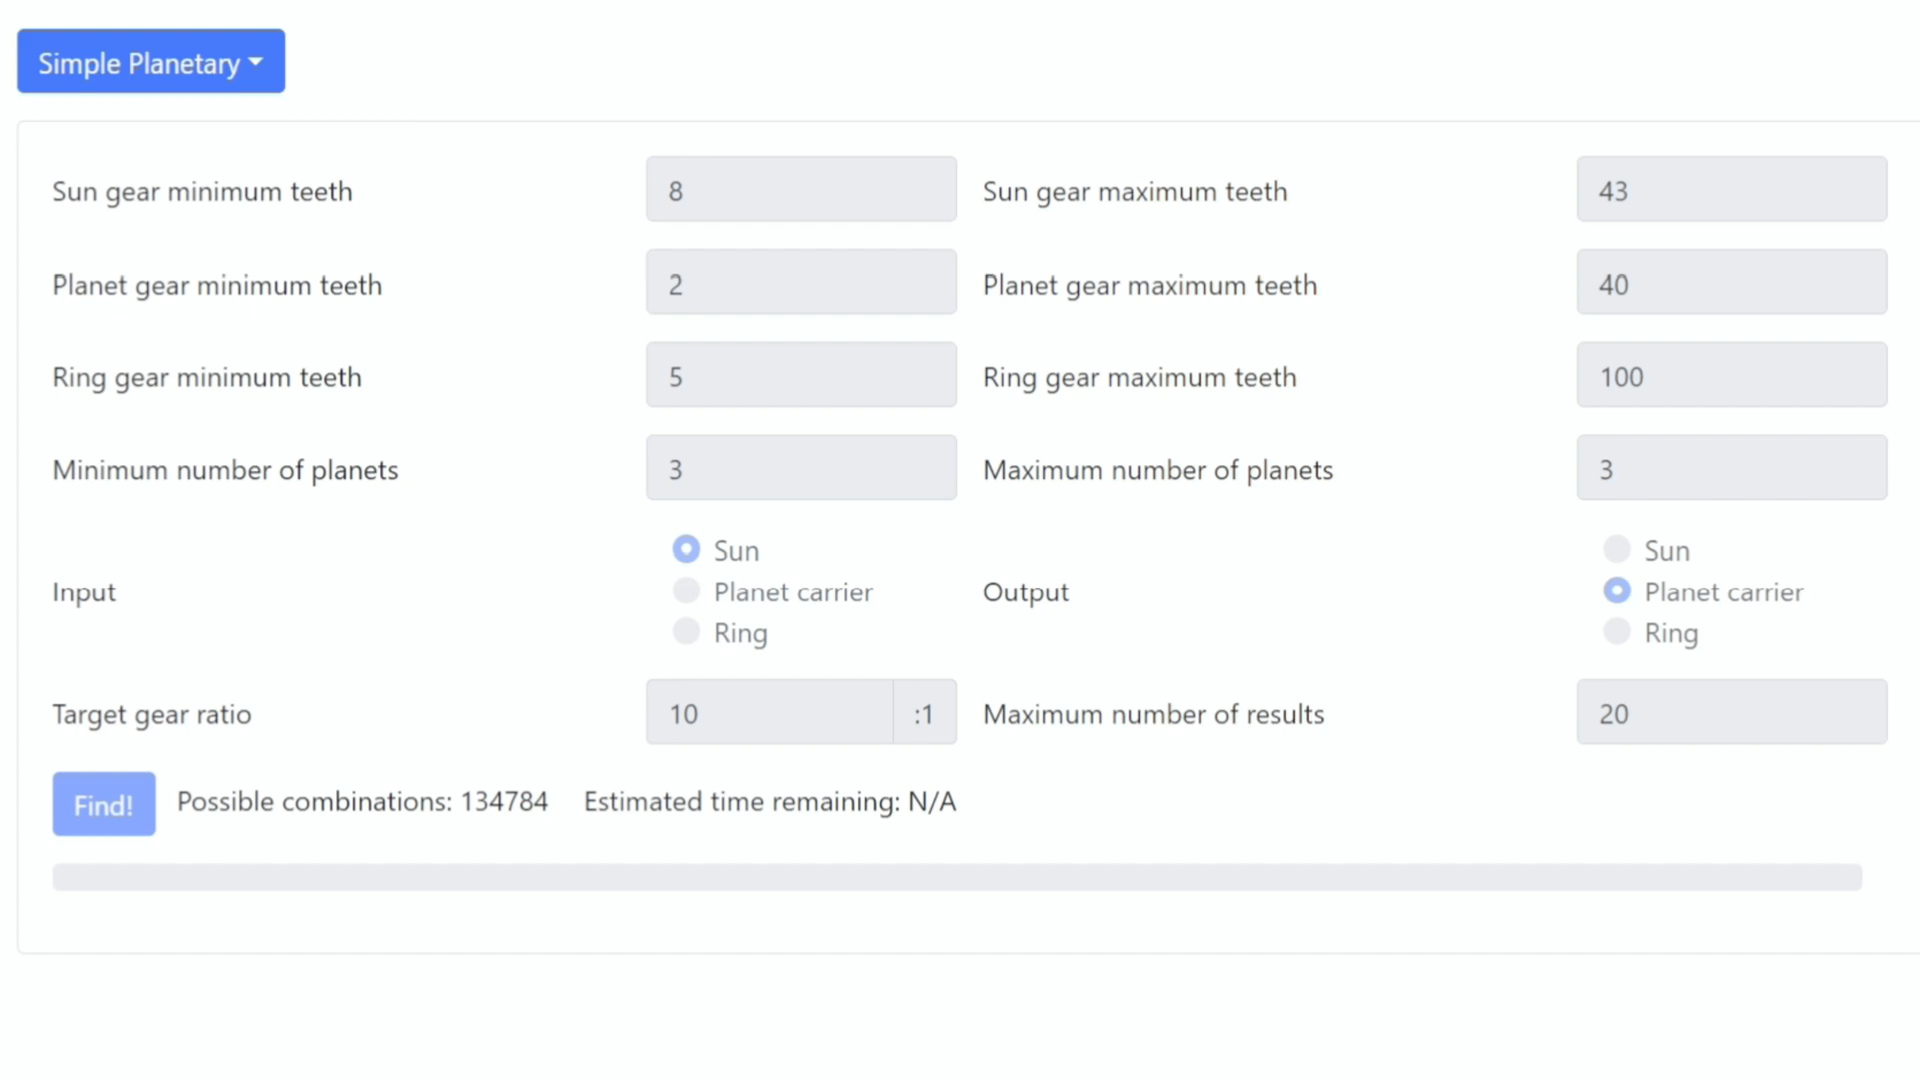 Simple Planetary
Sun gear minimum teeth 8 Sun gear maximum teeth 43
Planet gear minimum teeth 2 Planet gear maximum teeth 40
Ring gear minimum teeth 5 Ring gear maximum teeth 100
Minimum number of planets 3 Maximum number of planets 3
Input
Sun
Planet carrier
Ring
Output
Sun
Planet carrier
Ring
Target gear ratio 10 :1 Maximum number of results 20
Find! Possible combinations: 134784 Estimated time remaining: N/A